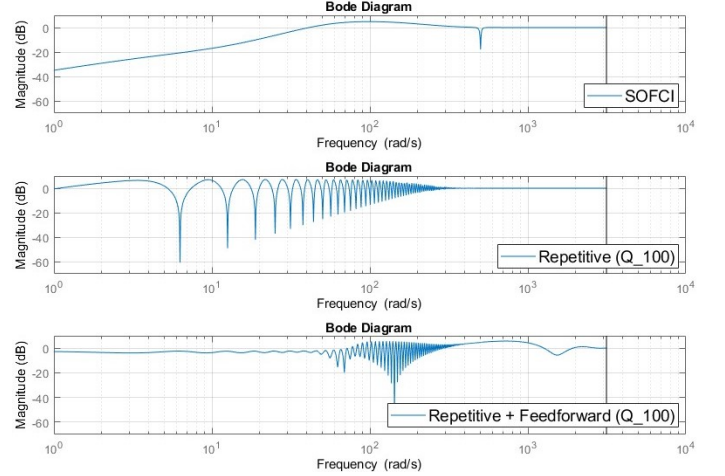 Bode Diagram
Magnitude (dB)
0
-20
-40
-60
SOFCI
10^0
10^1
10^2
10^3
10^4
Frequency (rad/s)
Bode Diagram
Magnitude (dB)
0
-20
-40
-60
Repetitive (Q_100)
10^0
10^1
10^2
10^3
10^4
Frequency (rad/s)
Bode Diagram
Magnitude (dB)
0
-20
-40
-60
Repetitive + Feedforward (Q_100)
10^0
10^1
10^2
10^3
10^4
Frequency (rad/s)